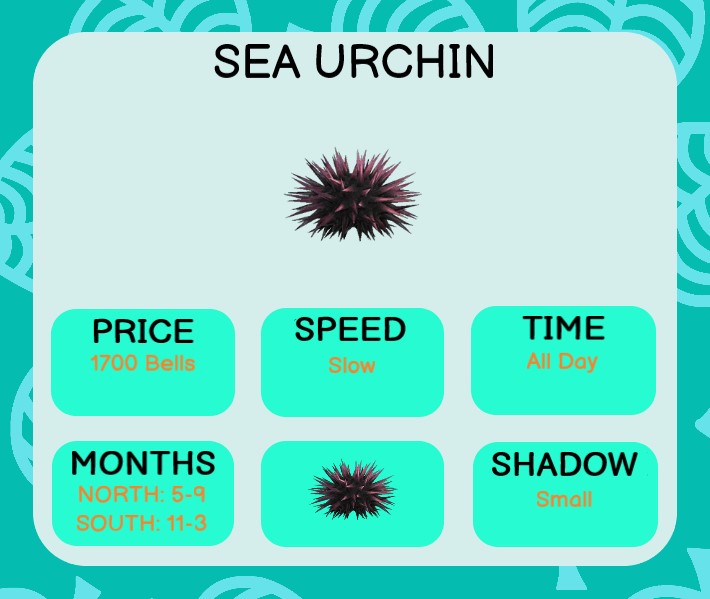 SEA URCHIN
PRICE
1700 Bells
SPEED
Slow
TIME
All Day
MONTHS
NORTH: 5-9
SOUTH: 11-3
SHADOW
Small